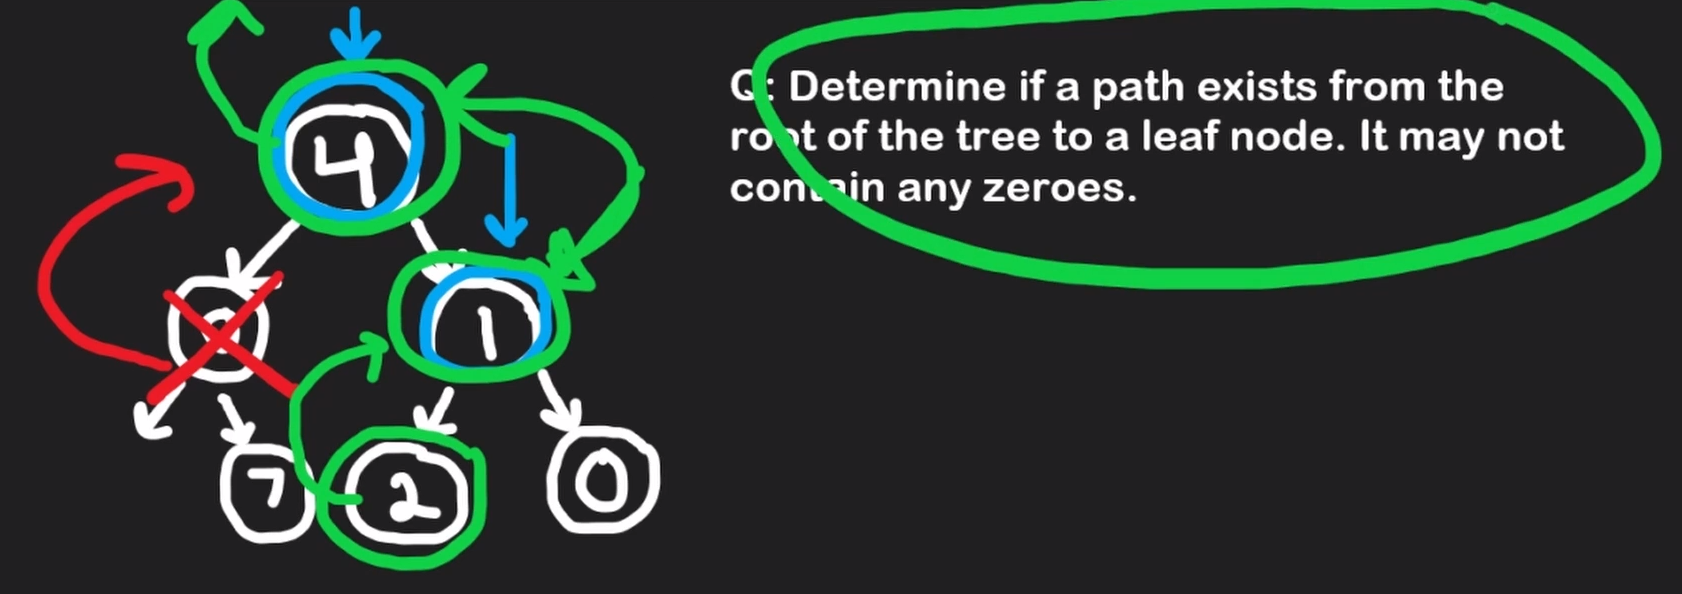 4
0 1
7 2 0
Q: Determine if a path exists from the
root of the tree to a leaf node. It may not
contain any zeroes.